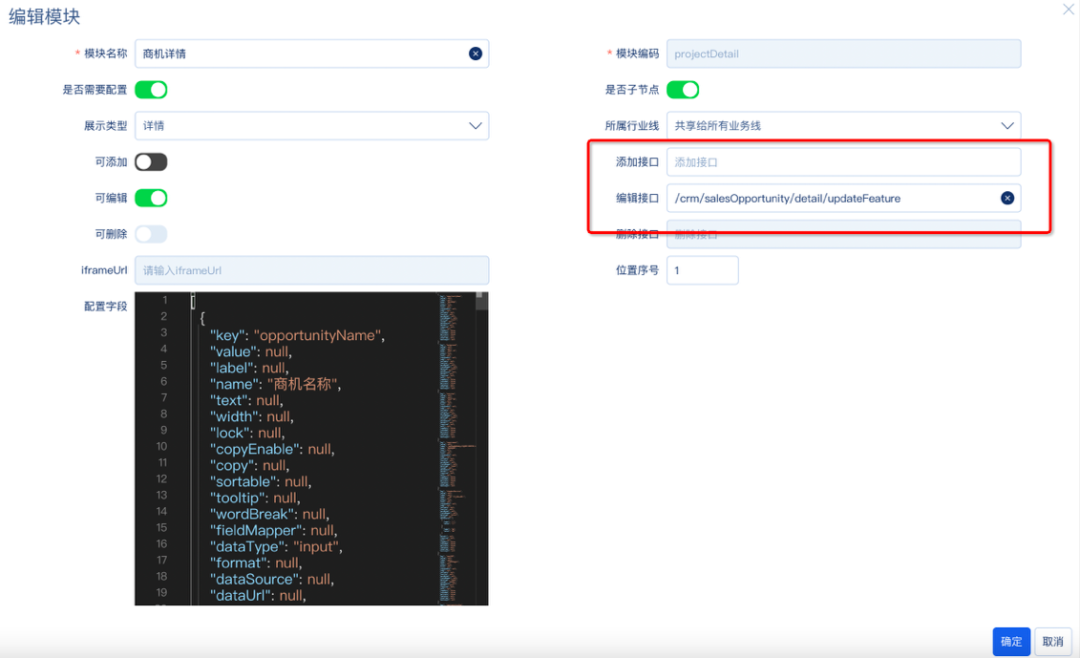 编辑模块
* 模块名称 商机详情
* 模块编码 projectDetail
是否需要配置
是否子节点
展示类型 详情
所属行业线 共享给所有业务线
可添加
添加接口 添加接口
可编辑
编辑接口 /crm/salesOpportunity/detail/updateFeature
可删除
删除接口 删除接口
iframeUrl 请输入iframeUrl
位置序号 1
配置字段
1 [
2 {
3 "key": "opportunityName",
4 "value": null,
5 "label": null,
6 "name": "商机名称",
7 "text": null,
8 "width": null,
9 "lock": null,
10 "copyEnable": null,
11 "copy": null,
12 "sortable": null,
13 "tooltip": null,
14 "wordBreak": null,
15 "fieldMapper": null,
16 "dataType": "input",
17 "format": null,
18 "dataSource": null,
19 "dataUrl": null,
确定 取消